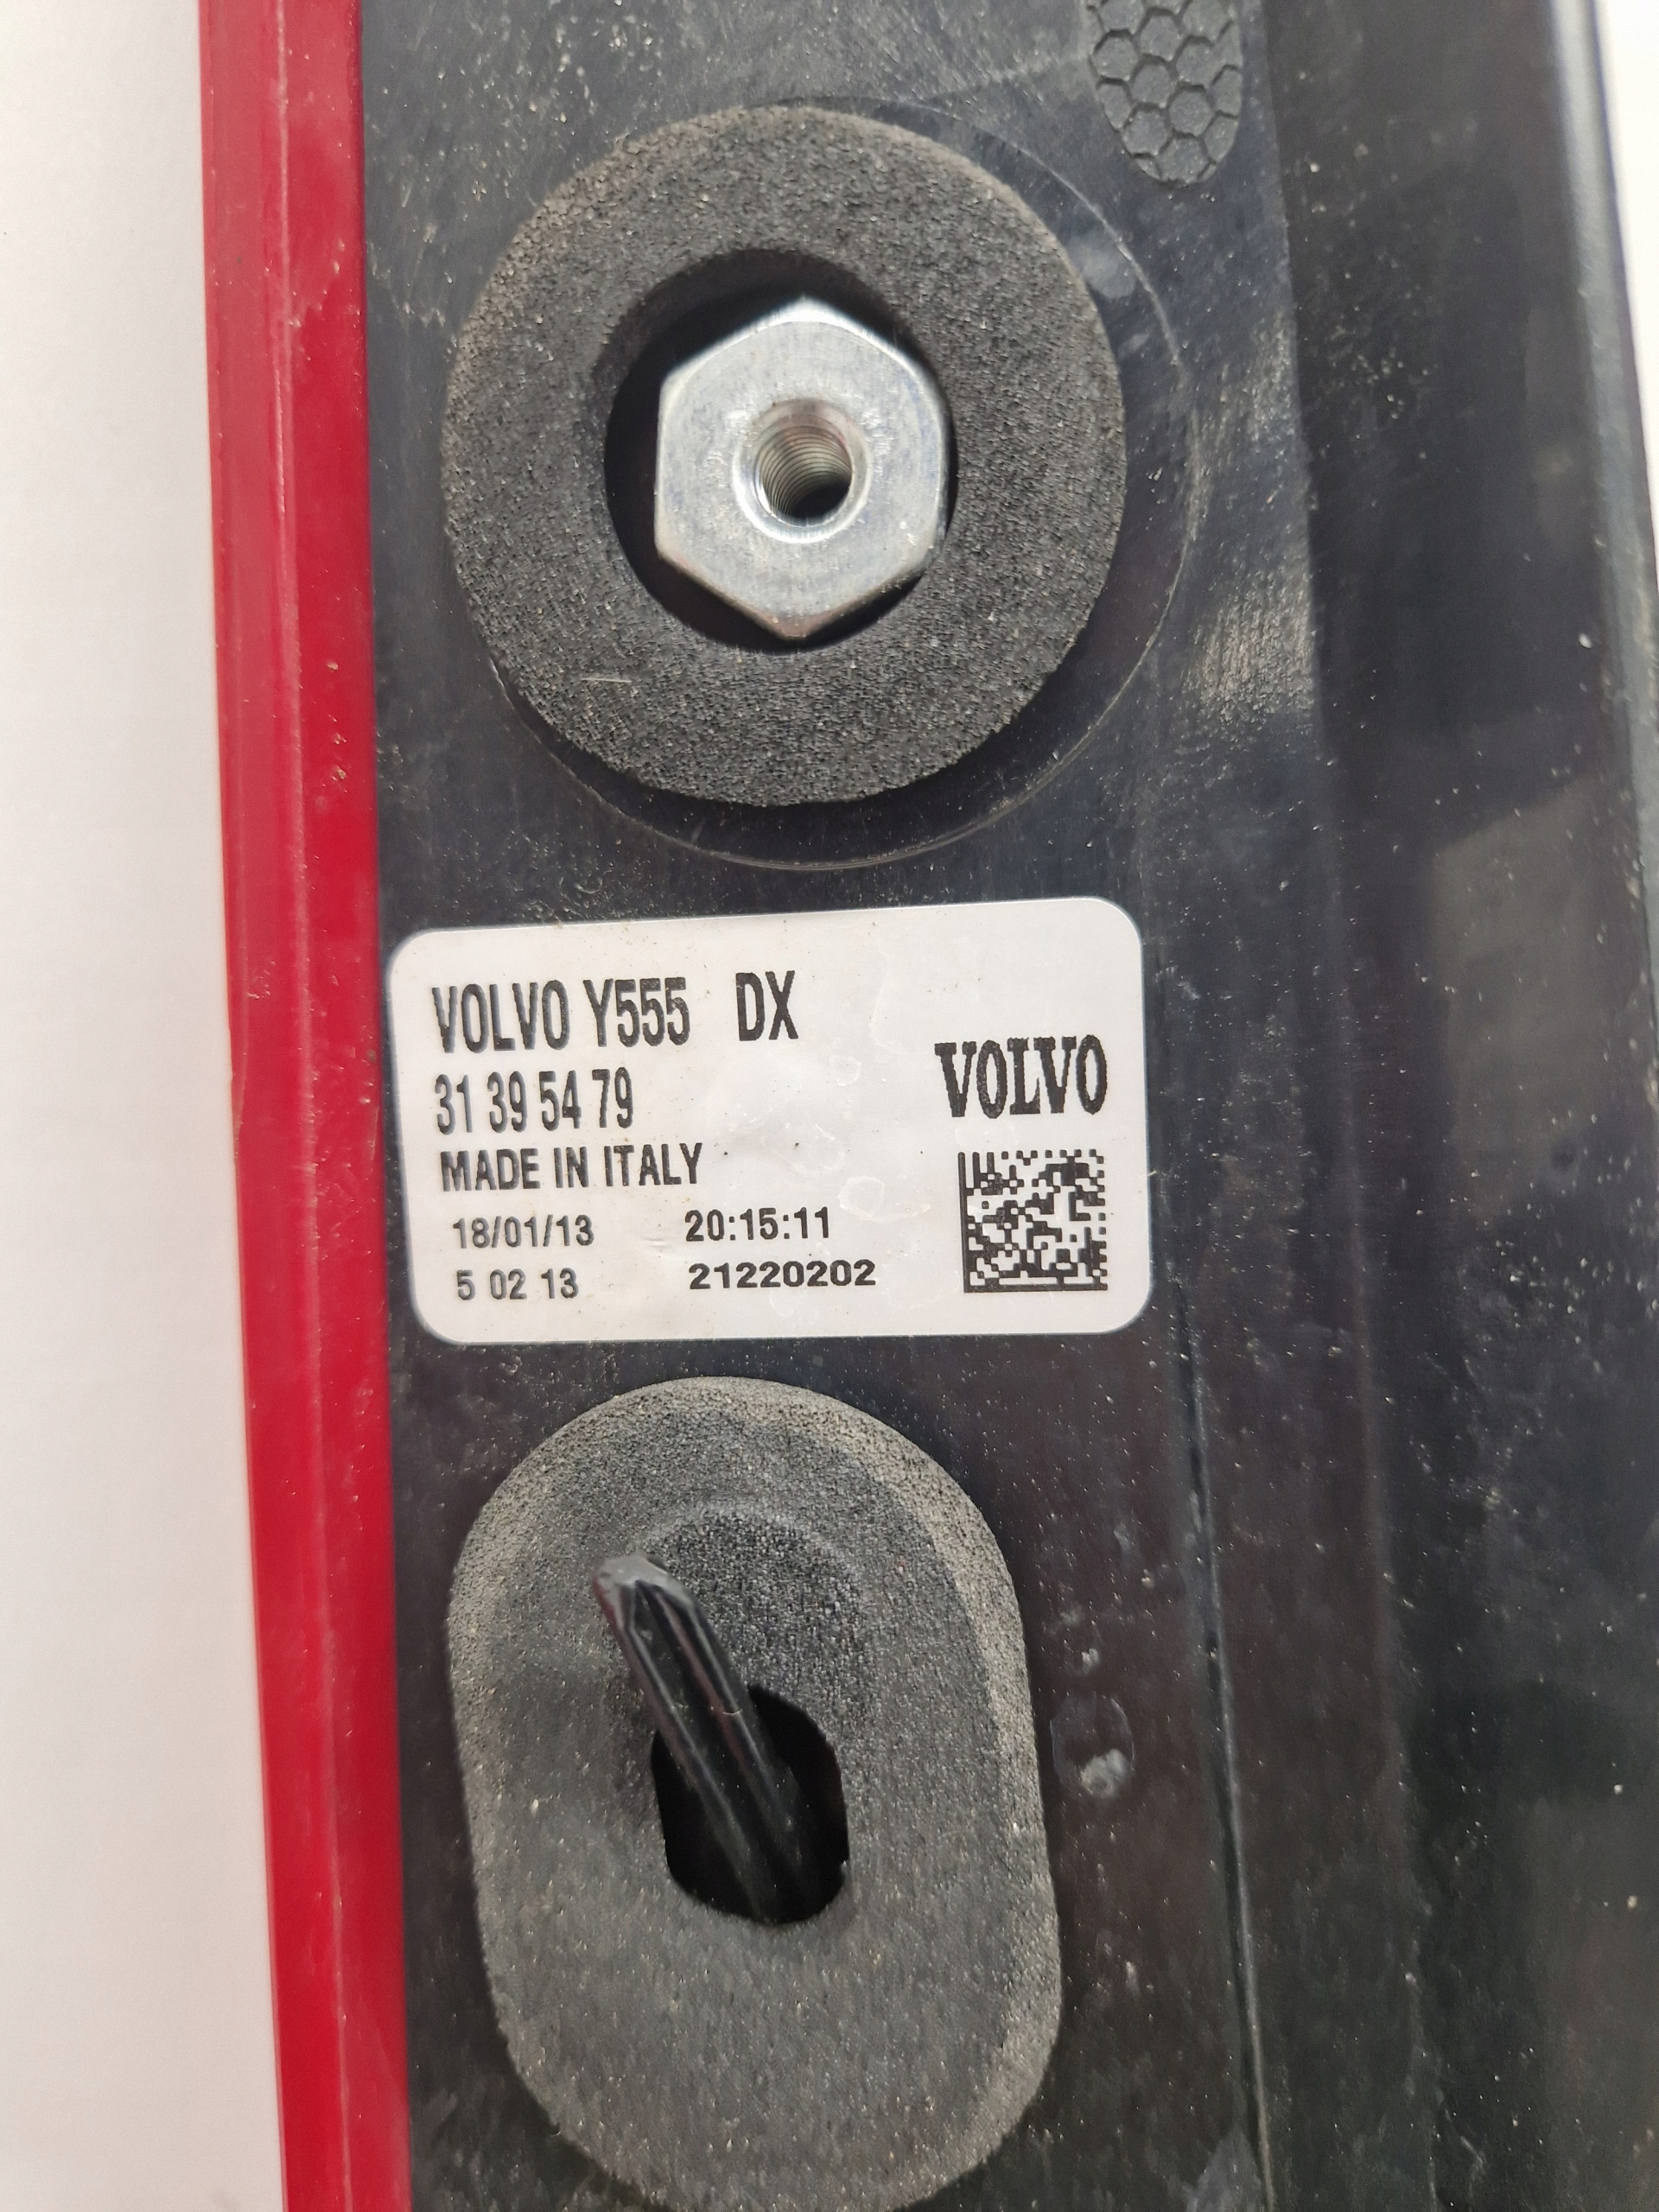 VOLVO Y555 DX
31 39 54 79
VOLVO
MADE IN ITALY
18/01/13 20:15:11
5 02 13 21220202